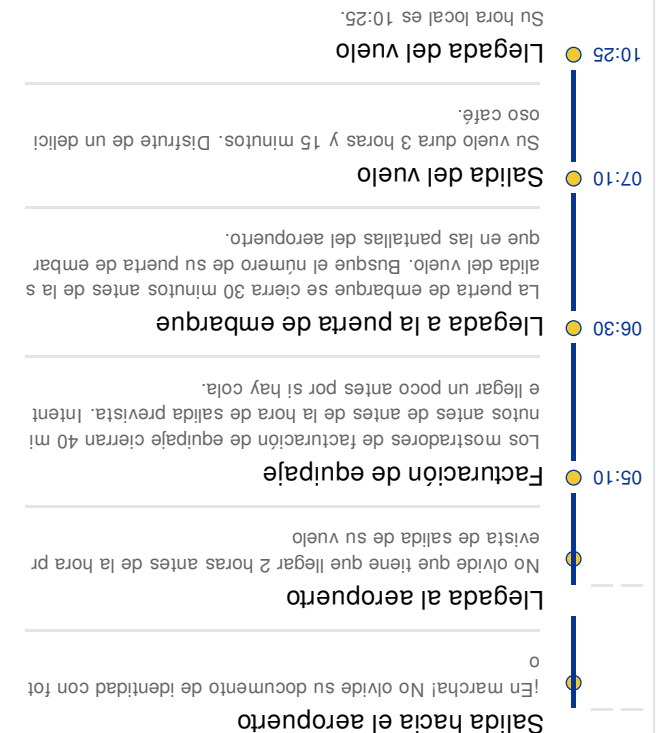 Salida hacia el aeropuerto
¡En marcha! No olvide su documento de identidad con fot
o
Llegada al aeropuerto
No olvide que tiene que llegar 2 horas antes de la hora pr
evista de salida de su vuelo
05:10
Facturación de equipaje
Los mostradores de facturación de equipaje cierran 40 mi
nutos antes de antes de la hora de salida prevista. Intent
e llegar un poco antes por si hay cola.
06:30
Llegada a la puerta de embarque
La puerta de embarque se cierra 30 minutos antes de la s
alida del vuelo. Busque el número de su puerta de embar
que en las pantallas del aeropuerto.
07:10
Salida del vuelo
Su vuelo dura 3 horas y 15 minutos. Disfrute de un delici
oso café.
10:25
Llegada del vuelo
Su hora local es 10:25.